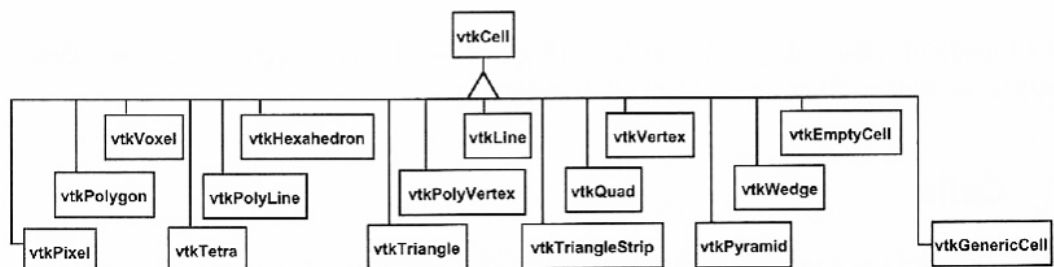 vtkCell
vtkVoxel
vtkHexahedron
vtkLine
vtkVertex
vtkEmptyCell
vtkPolygon
vtkPolyLine
vtkPolyVertex
vtkQuad
vtkWedge
vtkPixel
vtkTetra
vtkTriangle
vtkTriangleStrip
vtkPyramid
vtkGenericCell